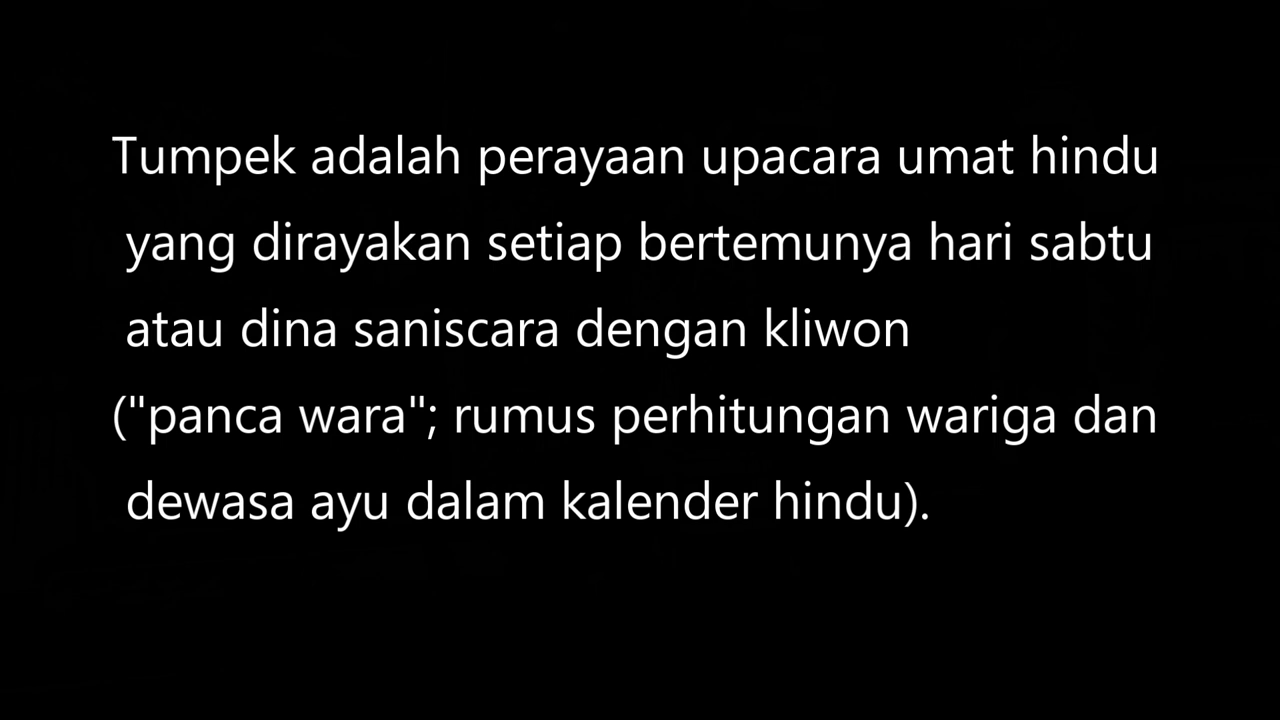 Tumpek adalah perayaan upacara umat hindu
yang dirayakan setiap bertemunya hari sabtu
atau dina saniscara dengan kliwon
("panca wara"; rumus perhitungan wariga dan
dewasa ayu dalam kalender hindu).